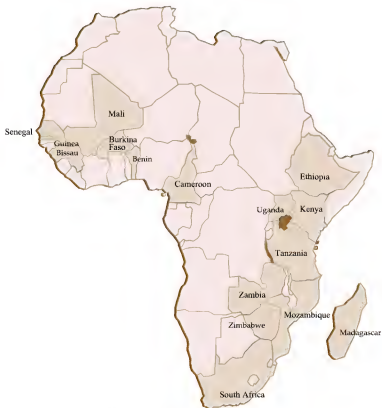 Mali
Senegal
Guinea
Bissau
Burkina
Faso
Benin
Cameroon
Ethiopia
Uganda
Kenya
Tanzania
Zambia
Mozambique
Zimbabwe
Madagascar
South Africa